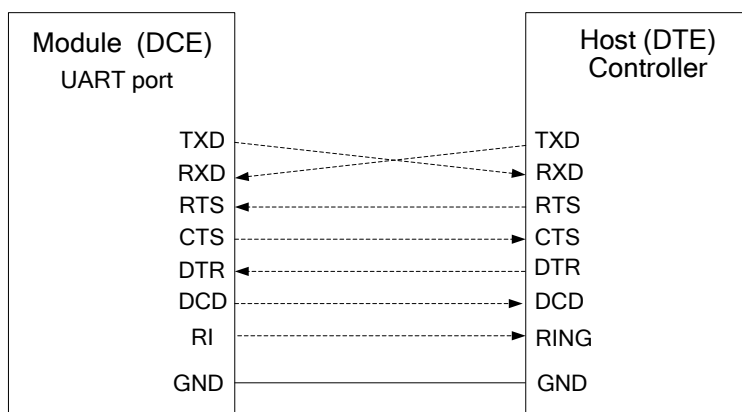 Module (DCE)
UART port
TXD
RXD
RTS
CTS
DTR
DCD
RI
GND
Host (DTE)
Controller
TXD
RXD
RTS
CTS
DTR
DCD
RING
GND